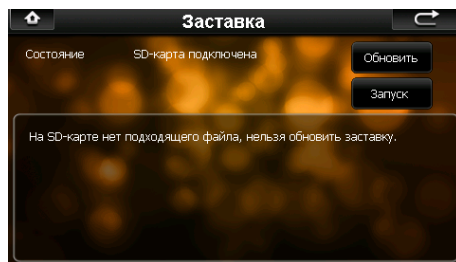 Заставка
Состояние SD-карта подключена
Обновить
Запуск
На SD-карте нет подходящего файла, нельзя обновить заставку.